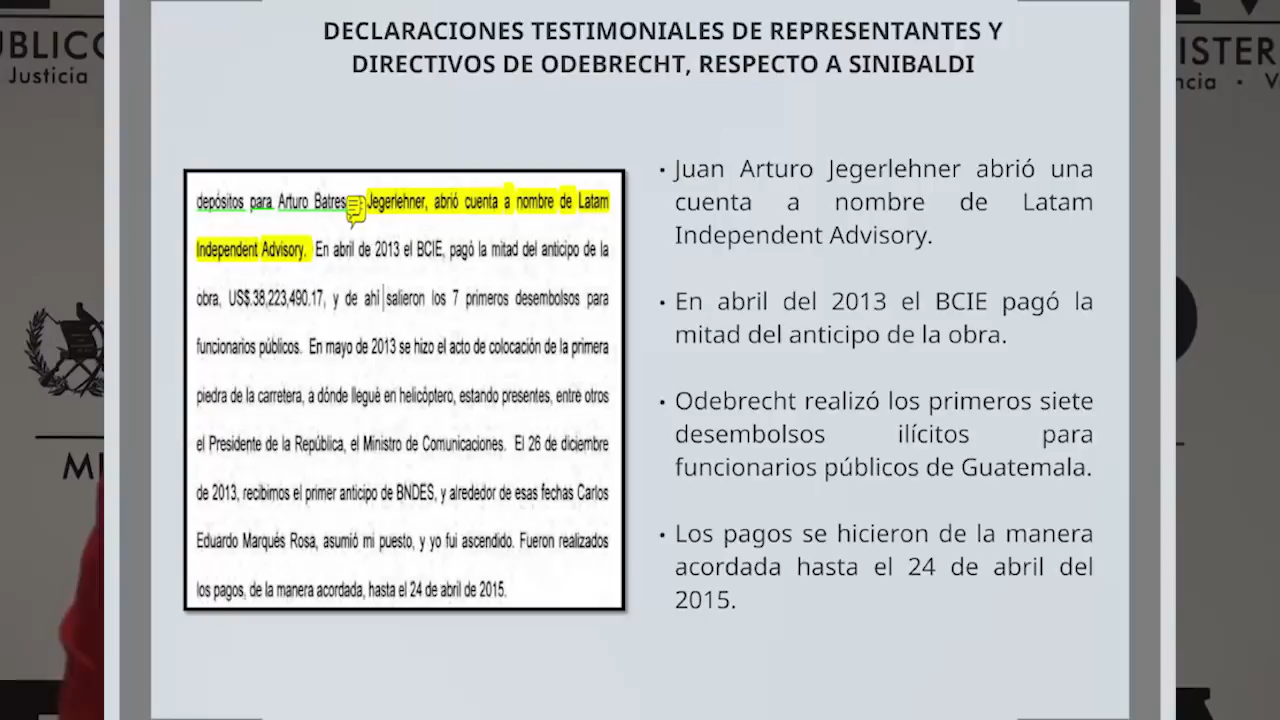 DECLARACIONES TESTIMONIALES DE REPRESENTANTES Y
DIRECTIVOS DE ODEBRECHT, RESPECTO A SINIBALDI
depósitos para Arturo Batres Jegerlehner, abrió cuenta a nombre de Latam
Independent Advisory. En abril de 2013 el BCIE, pagó la mitad del anticipo de la
obra, US$.38,223,490.17, y de ahí salieron los 7 primeros desembolsos para
funcionarios públicos. En mayo de 2013 se hizo el acto de colocación de la primera
piedra de la carretera, a dónde llegué en helicóptero, estando presentes, entre otros
el Presidente de la República, el Ministro de Comunicaciones. El 26 de diciembre
de 2013, recibimos el primer anticipo de BNDES, y alrededor de esas fechas Carlos
Eduardo Marqués Rosa, asumió mi puesto, y yo fui ascendido. Fueron realizados
los pagos, de la manera acordada, hasta el 24 de abril de 2015.
• Juan Arturo Jegerlehner abrió una
cuenta a nombre de Latam
Independent Advisory.
• En abril del 2013 el BCIE pagó la
mitad del anticipo de la obra.
• Odebrecht realizó los primeros siete
desembolsos ilícitos para
funcionarios públicos de Guatemala.
• Los pagos se hicieron de la manera
acordada hasta el 24 de abril del
2015.
Justicia